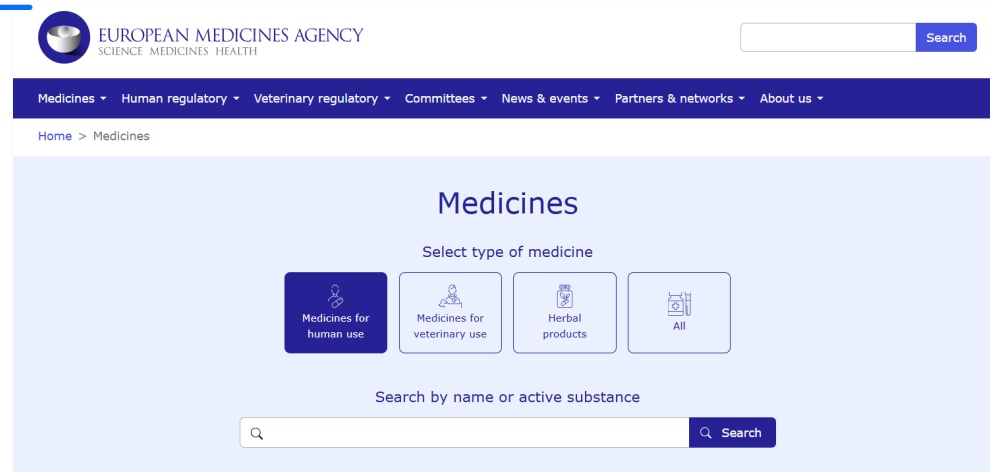 EUROPEAN MEDICINES AGENCY
SCIENCE MEDICINES HEALTH
Search
Medicines Human regulatory Veterinary regulatory Committees News & events Partners & networks About us
Home > Medicines
Medicines
Select type of medicine
Medicines for
human use
Medicines for
veterinary use
Herbal
products
All
Search by name or active substance
Search